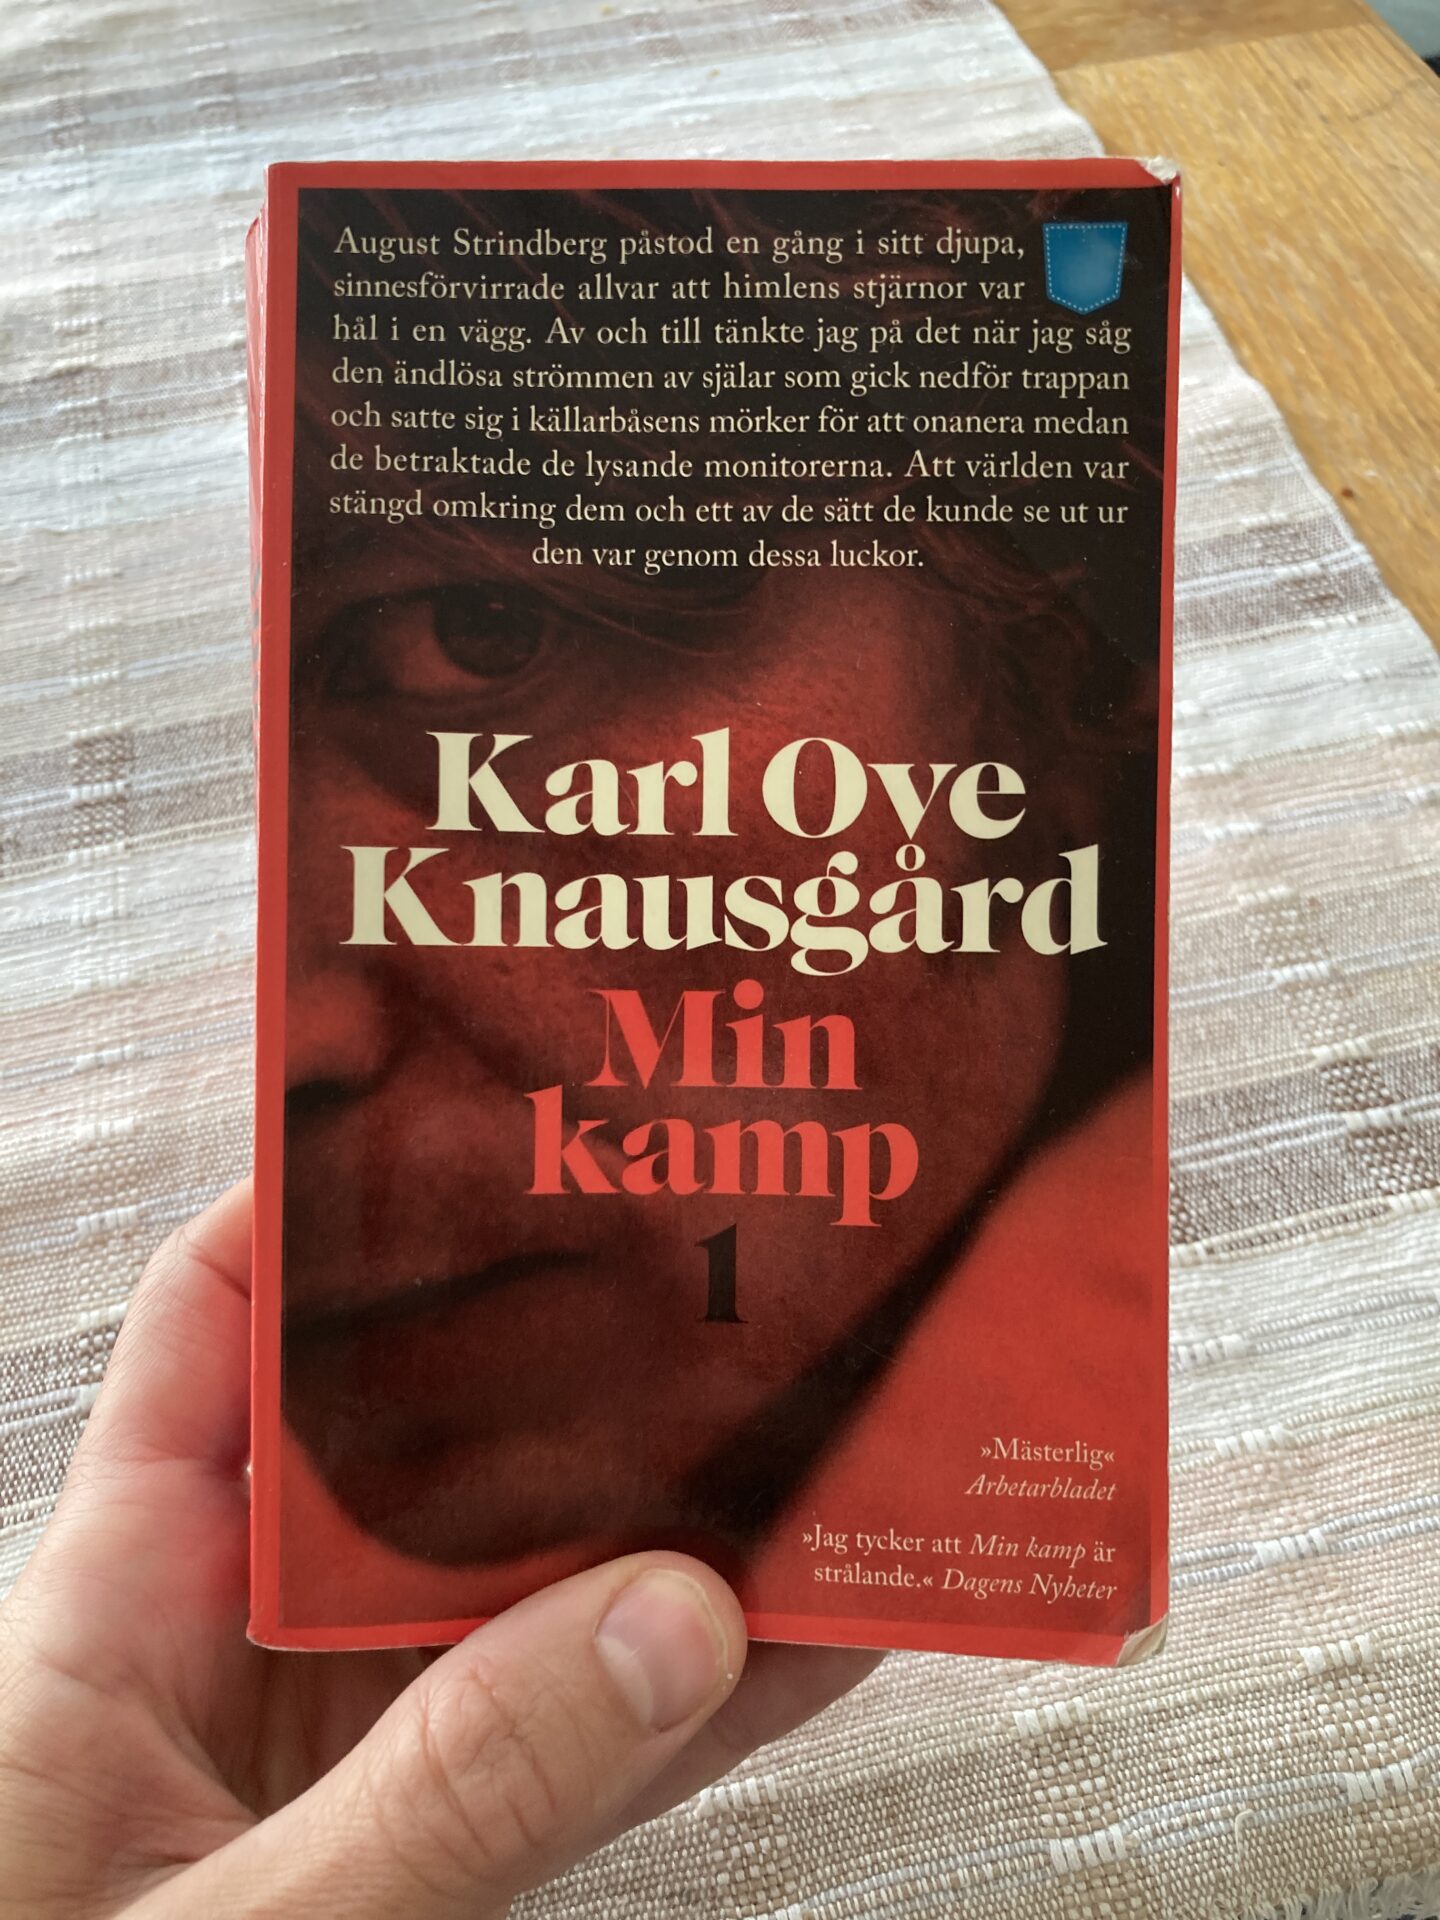 August Strindberg påstod en gång i sitt djupa,
sinnesförvirrade allvar att himlens stjärnor var
hål i en vägg. Av och till tänkte jag på det när jag såg
den ändlösa strömmen av själar som gick nedför trappan
och satte sig i källarbåsens mörker för att onanera medan
de betraktade de lysande monitorerna. Att världen var
stängd omkring dem och ett av de sätt de kunde se ut ur
den var genom dessa luckor.
Karl Ove
Knausgård
Min
kamp
1
»Mästerlig«
Arbetarbladet
»Jag tycker att Min kamp är
strålande.« Dagens Nyheter